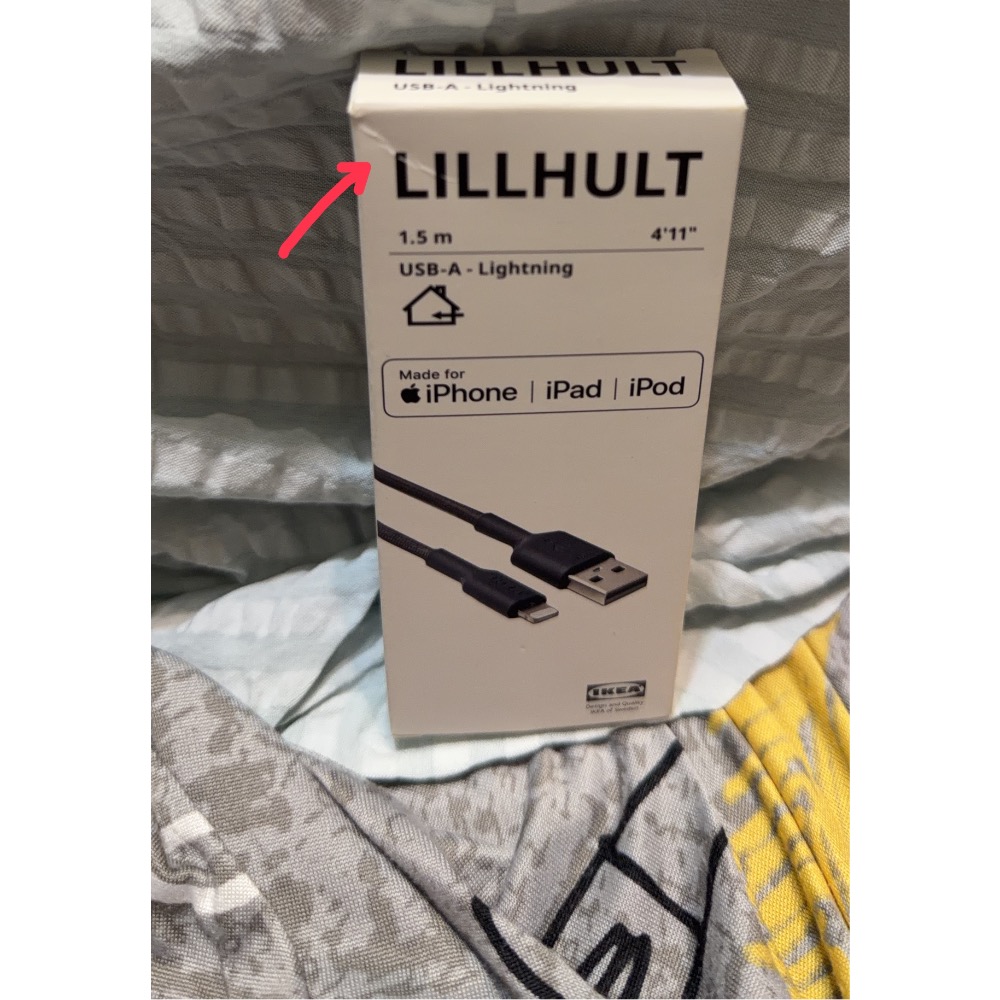 LILLHULT
USB-A - Lightning
LILLHULT
1.5 m 4'11"
USB-A - Lightning
Made for
iPhone | iPad | iPod
IKEA
Design and Quality
IKEA of Sweden